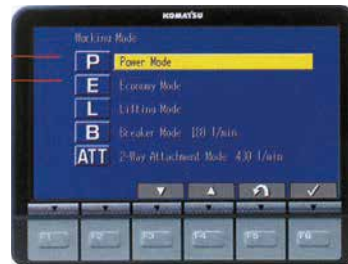 KOMATSU
Working Mode
P Power Mode
E Economy Mode
L Lifting Mode
B Breaker Mode 180 l/min
ATT 2-Way Attachment Mode 430 l/min
F1 F2 F3 F4 F5 F6